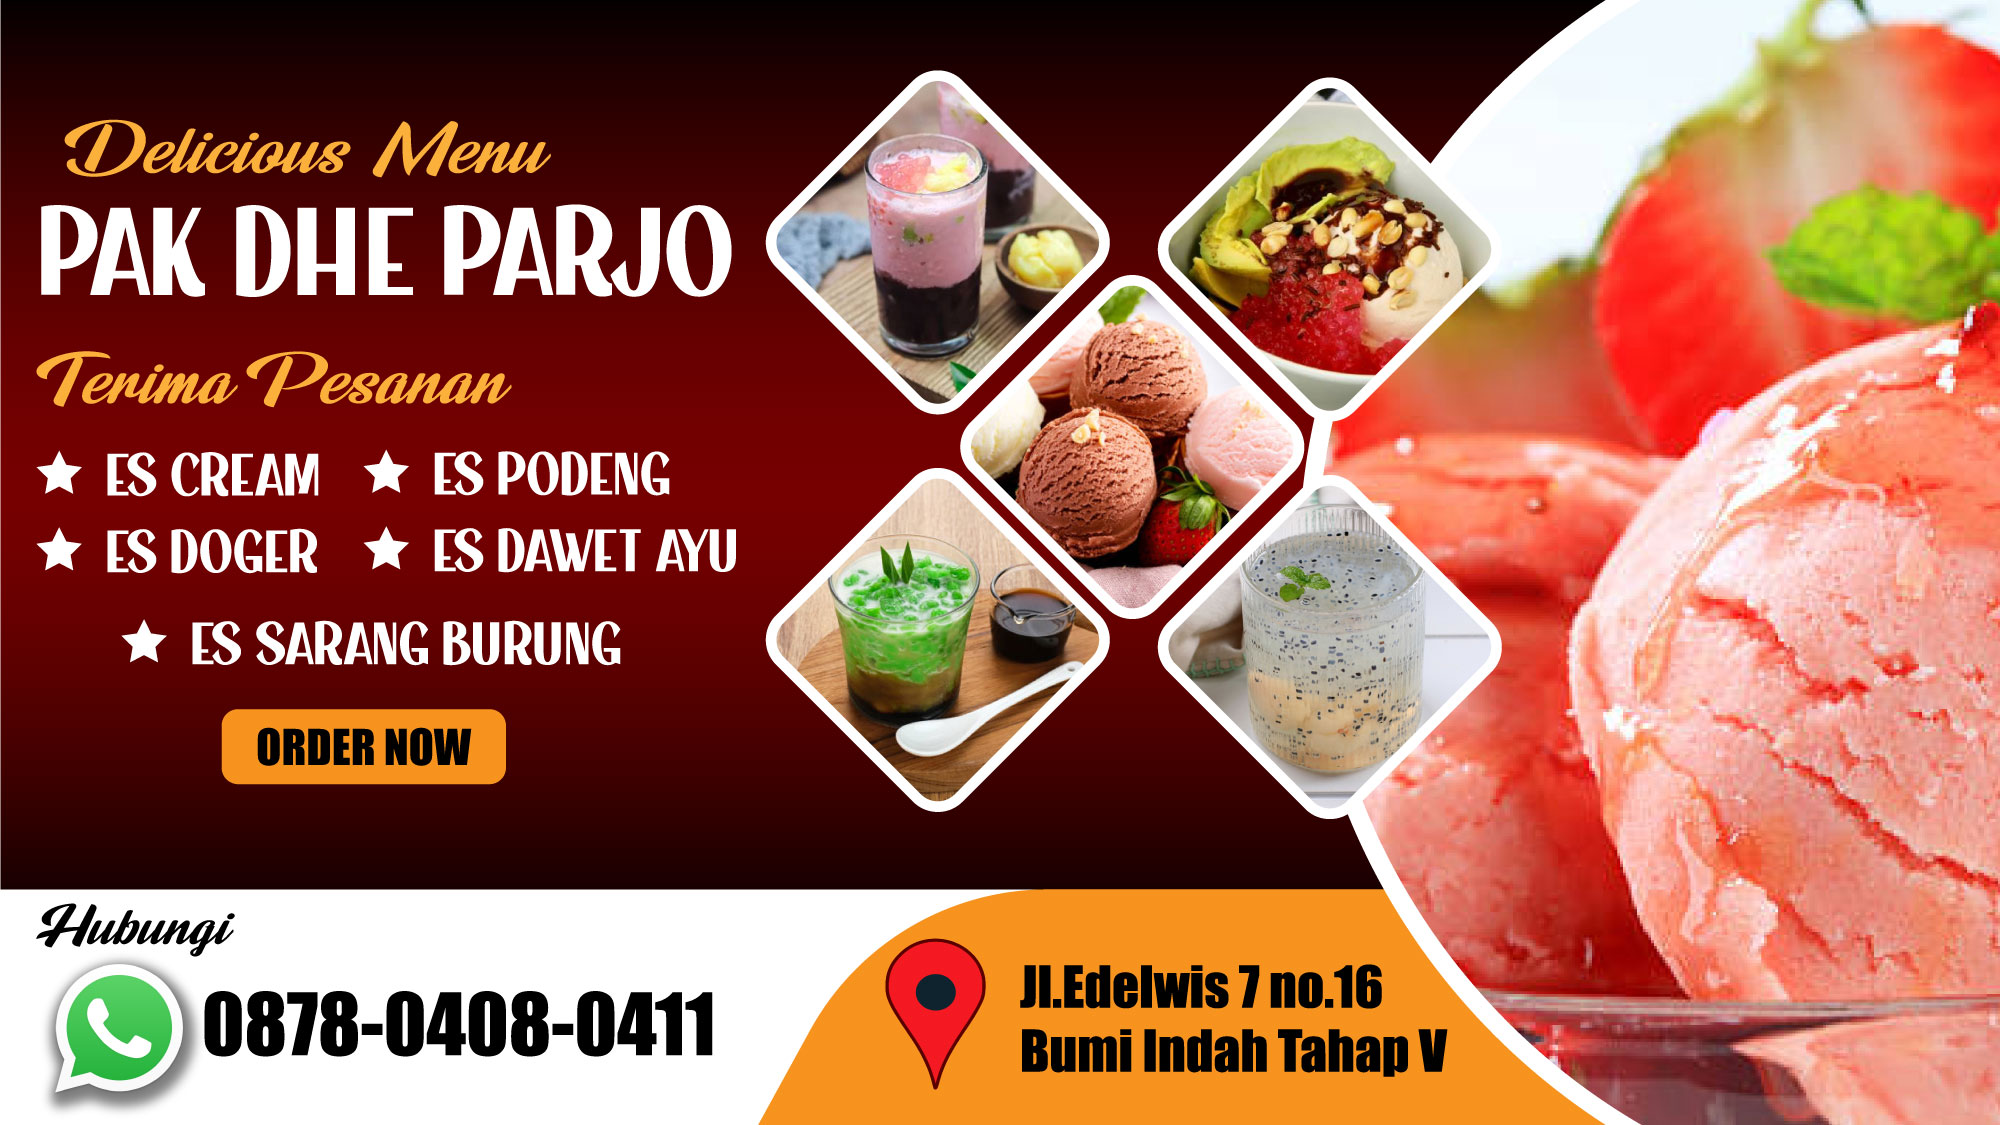 Delicious Menu
PAK DHE PARJO
Terima Pesanan
ES CREAM
ES PODENG
ES DOGER
ES DAWET AYU
ES SARANG BURUNG
ORDER NOW
Hubungi
0878-0408-0411
Jl.Edelwis 7 no.16
Bumi Indah Tahap V